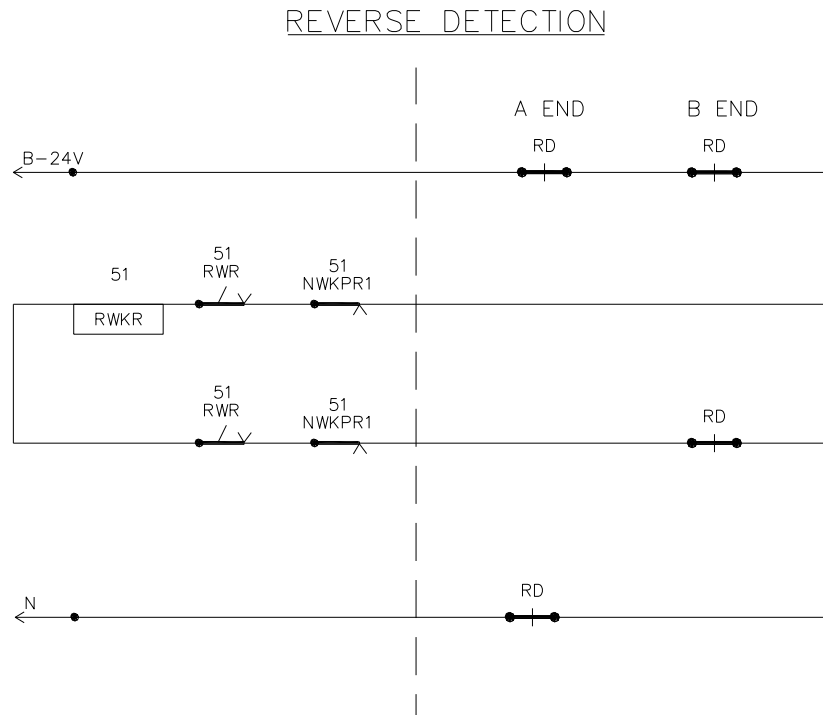 REVERSE DETECTION
A END
B END
RD
RD
B-24V
51
RWR
51
NWKPR1
51
RWKR
51
RWR
51
NWKPR1
RD
RD
N